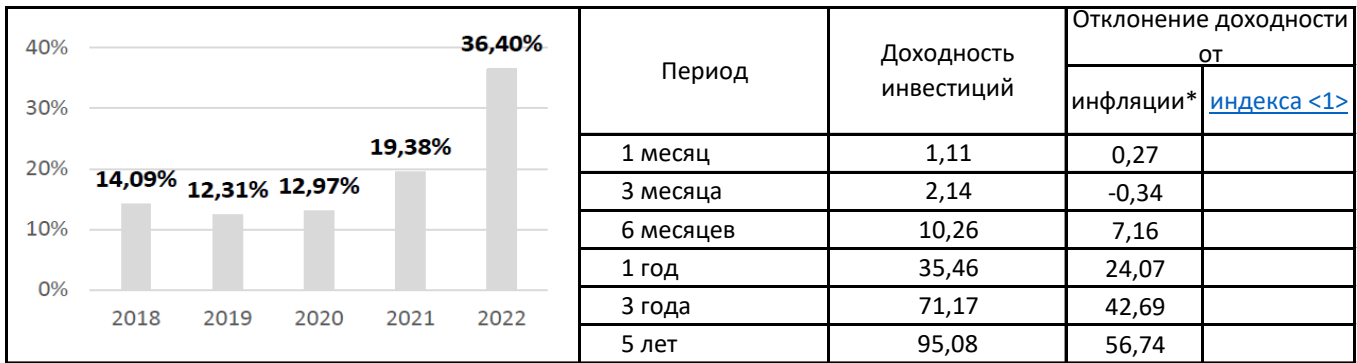 40%
30%
20%
10%
0%
14,09%
12,31%
12,97%
19,38%
36,40%
2018 2019 2020 2021 2022
Период
Доходность
инвестиций
Отклонение доходности
от
инфляции* индекса <1>
1 месяц 1,11 0,27
3 месяца 2,14 -0,34
6 месяцев 10,26 7,16
1 год 35,46 24,07
3 года 71,17 42,69
5 лет 95,08 56,74